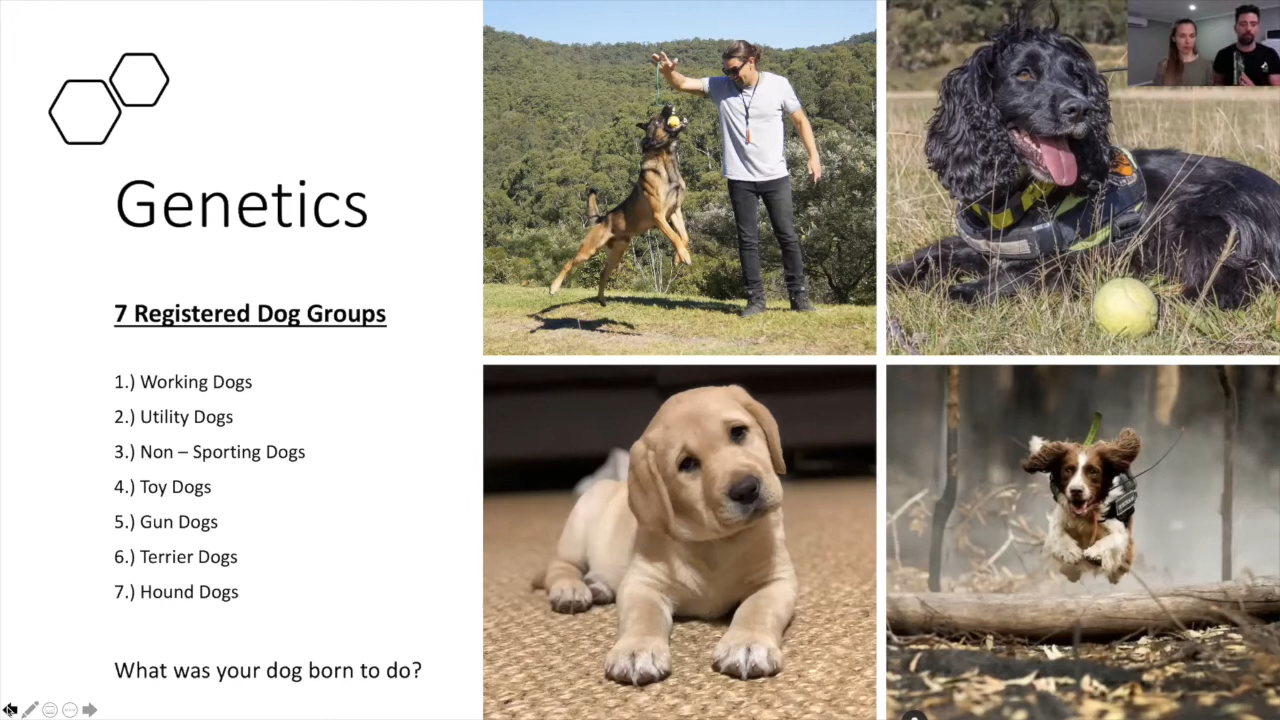 Genetics
7 Registered Dog Groups
1.) Working Dogs
2.) Utility Dogs
3.) Non – Sporting Dogs
4.) Toy Dogs
5.) Gun Dogs
6.) Terrier Dogs
7.) Hound Dogs
What was your dog born to do?